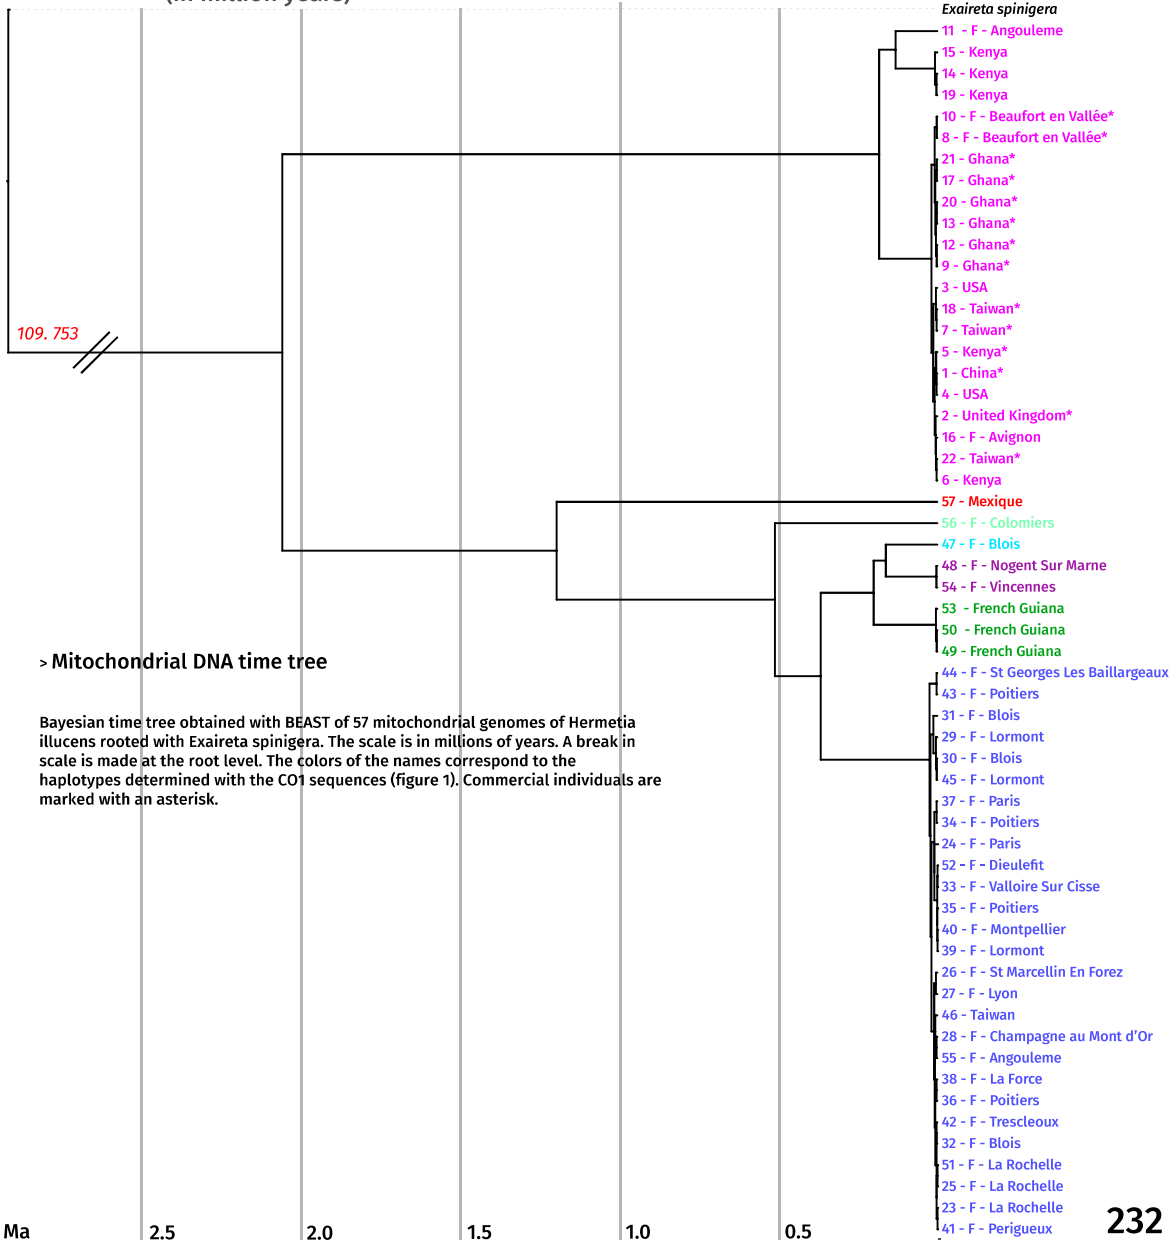 (in million years)
Exaireta spinigera
11 - F - Angouleme
15 - Kenya
14 - Kenya
19 - Kenya
10 - F - Beaufort en Vallée*
8 - F - Beaufort en Vallée*
21 - Ghana*
17 - Ghana*
20 - Ghana*
13 - Ghana*
12 - Ghana*
9 - Ghana*
3 - USA
18 - Taiwan*
109. 753
7 - Taiwan*
5 - Kenya*
1 - China*
4 - USA
2 - United Kingdom*
16 - F - Avignon
22 - Taiwan*
6 - Kenya
57 - Mexique
56 - F - Colomiers
47 - F - Blois
48 - F - Nogent Sur Marne
54 - F - Vincennes
53 - French Guiana
50 - French Guiana
49 - French Guiana
> Mitochondrial DNA time tree
Bayesian time tree obtained with BEAST of 57 mitochondrial genomes of Hermetia
illucens rooted with Exaireta spinigera. The scale is in millions of years. A break in
scale is made at the root level. The colors of the names correspond to the
haplotypes determined with the CO1 sequences (figure 1). Commercial individuals are
marked with an asterisk.
44 - F - St Georges Les Baillargeaux
43 - F - Poitiers
31 - F - Blois
29 - F - Lormont
30 - F - Blois
45 - F - Lormont
37 - F - Paris
34 - F - Poitiers
24 - F - Paris
52 - F - Dieulefit
33 - F - Valloire Sur Cisse
35 - F - Poitiers
40 - F - Montpellier
39 - F - Lormont
26 - F - St Marcellin En Forez
27 - F - Lyon
46 - Taiwan
28 - F - Champagne au Mont d’Or
55 - F - Angouleme
38 - F - La Force
36 - F - Poitiers
42 - F - Trescleoux
32 - F - Blois
51 - F - La Rochelle
25 - F - La Rochelle
23 - F - La Rochelle
41 - F - Perigueux
Ma 2.5 2.0 1.5 1.0 0.5
232